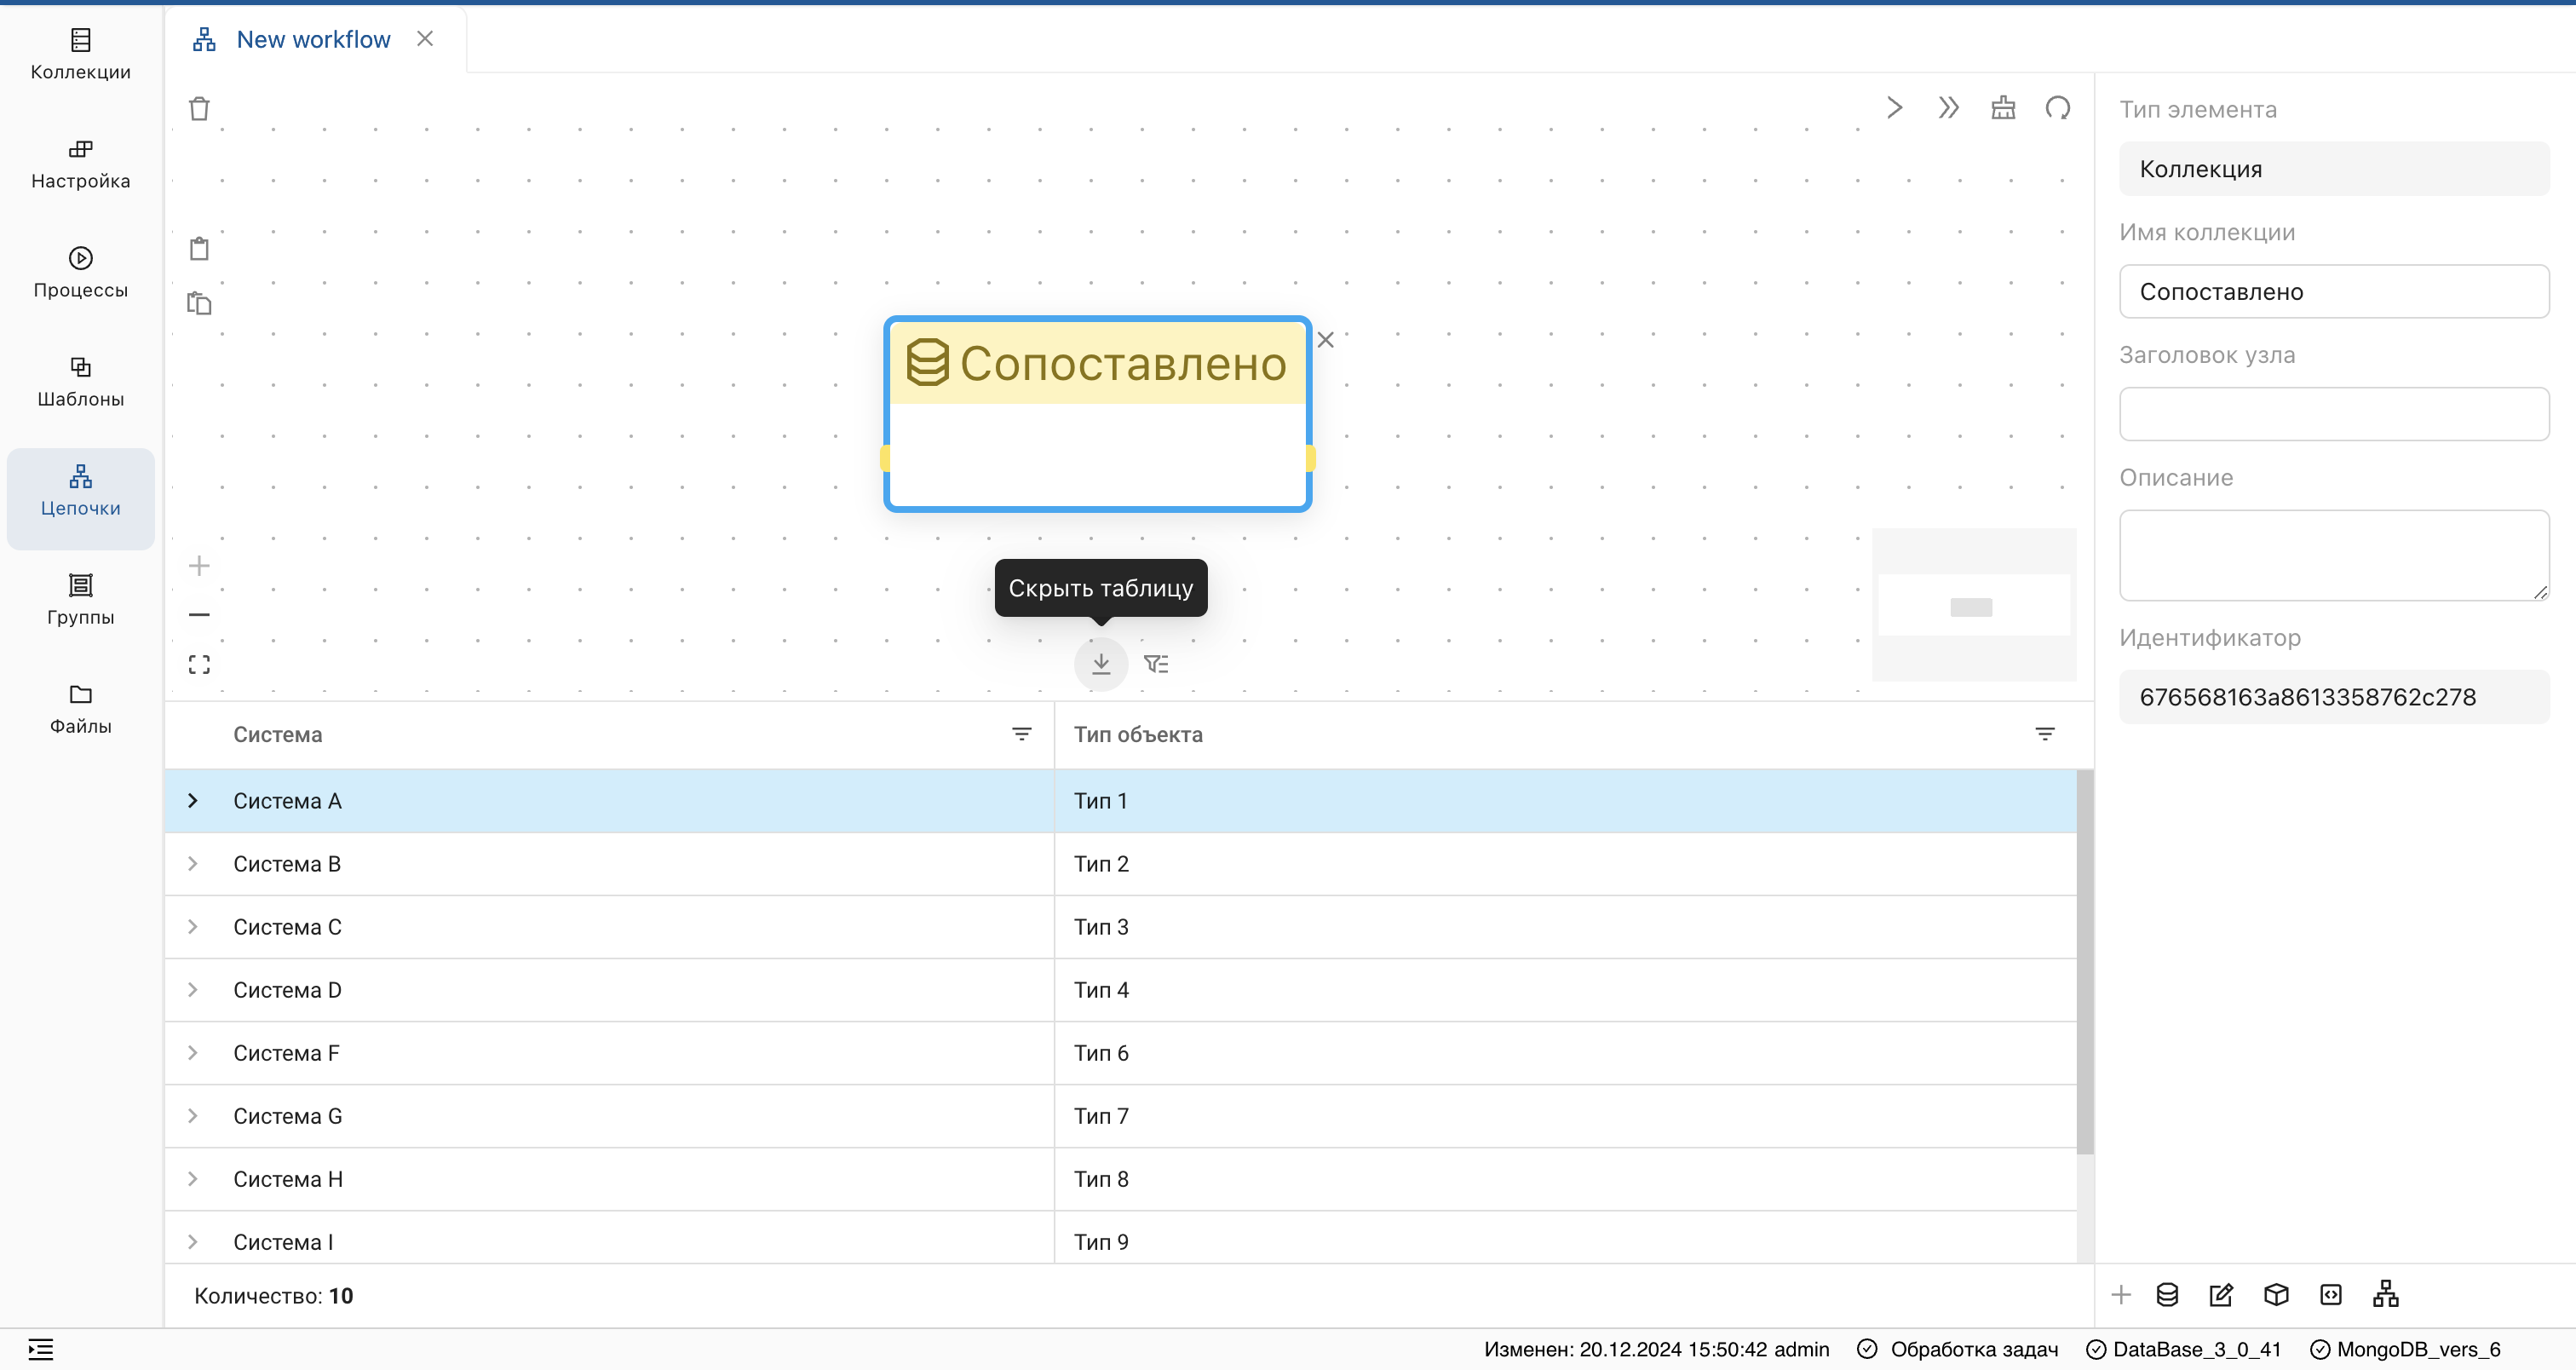 New workflow
Коллекции
Настройка
Процессы
Шаблоны
Цепочки
Группы
Файлы
Сопоставлено
Скрыть таблицу
Тип элемента
Коллекция
Имя коллекции
Сопоставлено
Заголовок узла
Описание
Идентификатор
676568163a8613358762c278
Система Тип объекта
Система A Тип 1
Система B Тип 2
Система C Тип 3
Система D Тип 4
Система F Тип 6
Система G Тип 7
Система H Тип 8
Система I Тип 9
Количество: 10
Изменен: 20.12.2024 15:50:42 admin Обработка задач DataBase_3_0_41 MongoDB_vers_6